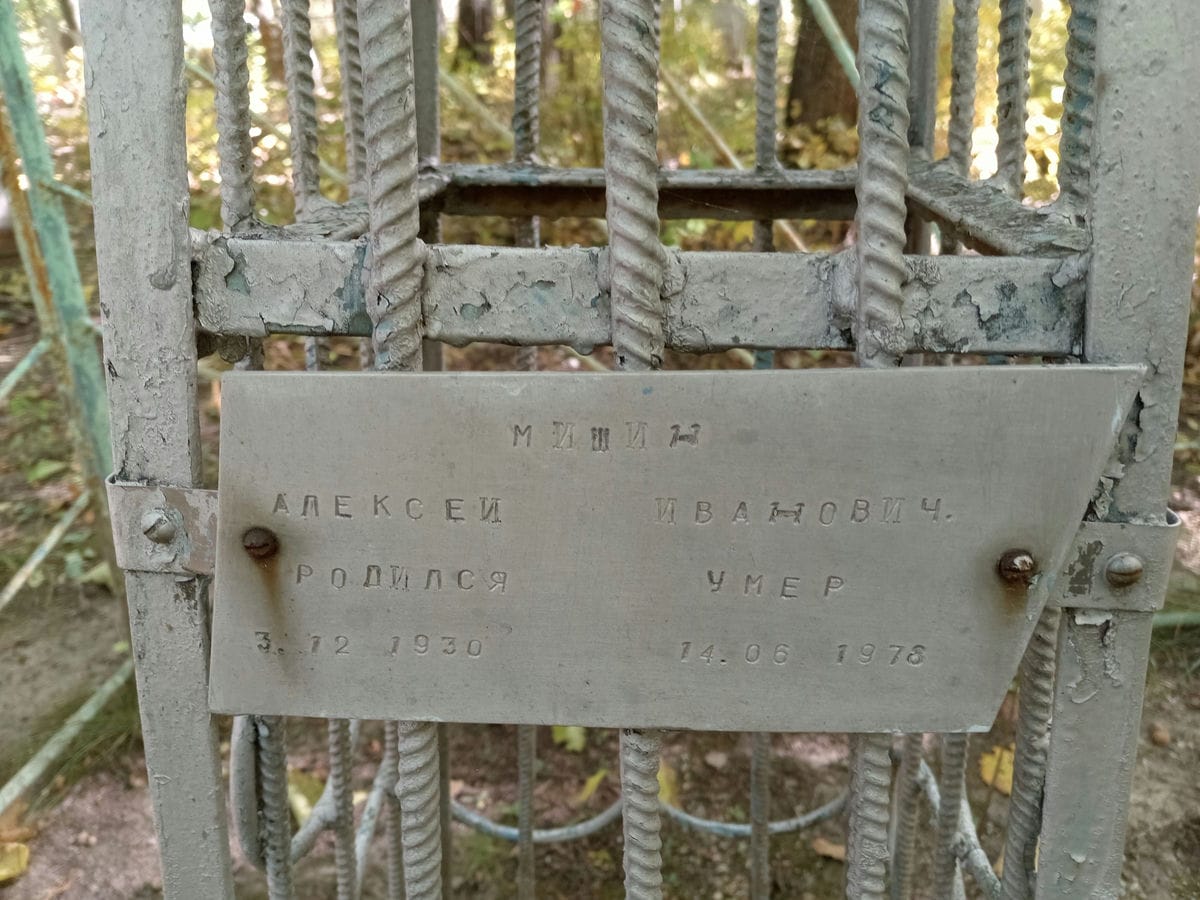 МИШИН
АЛЕКСЕЙ ИВАНОВИЧ.
РОДИЛСЯ УМЕР
3. 12 1930 14. 06 1978